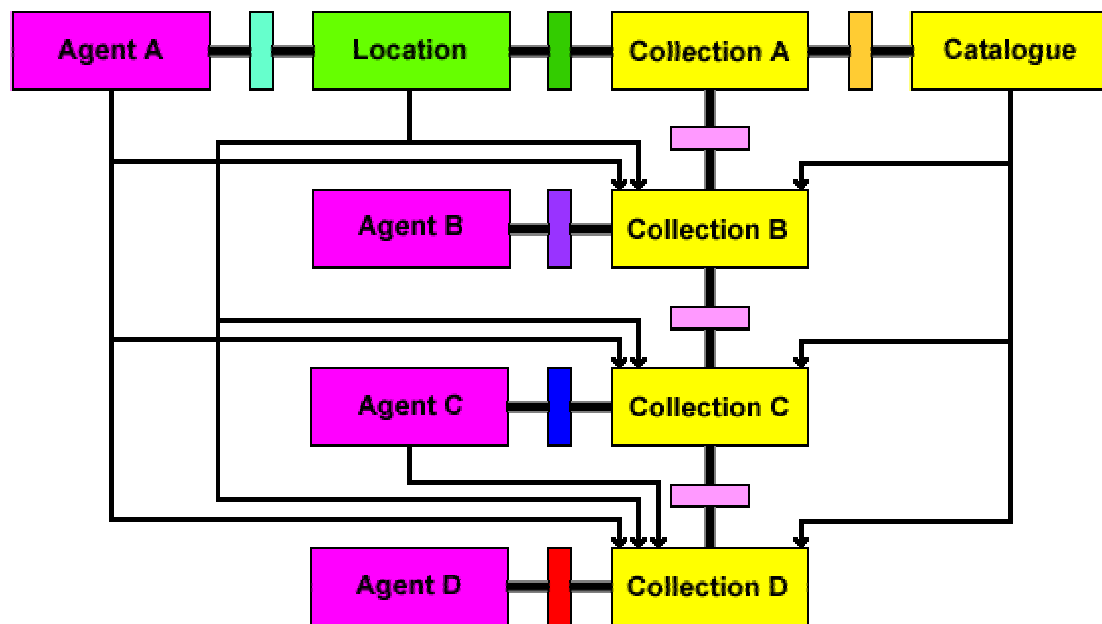 Agent A
Location
Collection A
Catalogue
Agent B
Collection B
Agent C
Collection C
Agent D
Collection D